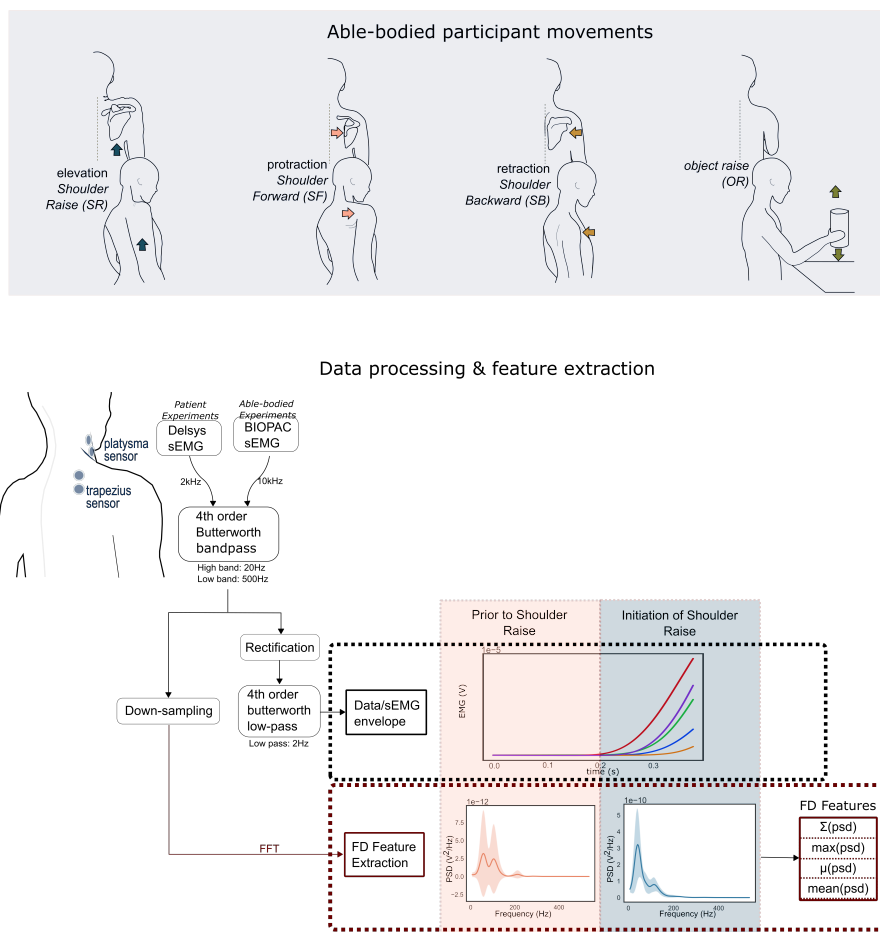 Able-bodied participant movements
elevation
Shoulder
Raise (SR)
protraction
Shoulder
Forward (SF)
retraction
Shoulder
Backward (SB)
object raise
(OR)
Data processing & feature extraction
platysma
sensor
trapezius
sensor
Patient
Experiments
Able-bodied
Experiments
Delsys
sEMG
BIOPAC
sEMG
2kHz
10kHz
4th order
Butterworth
bandpass
High band: 20Hz
Low band: 500Hz
Rectification
Down-sampling
4th order
butterworth
low-pass
Low pass: 2Hz
Data/sEMG
envelope
Prior to Shoulder
Raise
Initiation of Shoulder
Raise
1e−5
EMG (V)
0.0
0.1
0.2
0.3
time (s)
FFT
FD Feature
Extraction
1e−12
PSD (V²/Hz)
7.5
5.0
2.5
0.0
−2.5
0
200
400
Frequency (Hz)
1e−10
PSD (V²/Hz)
5
4
3
2
1
0
0
200
400
Frequency (Hz)
FD Features
Σ(psd)
max(psd)
μ(psd)
mean(psd)